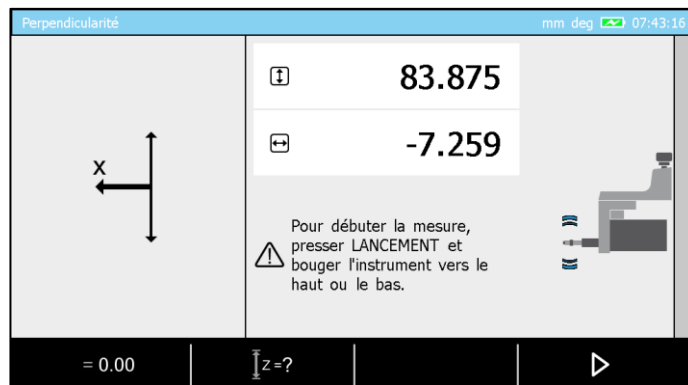 Perpendicularité
mm deg 07:43:16
83.875
X
-7.259
Pour débuter la mesure,
presser LANCEMENT et
bouger l'instrument vers le
haut ou le bas.
= 0.00
Z =?